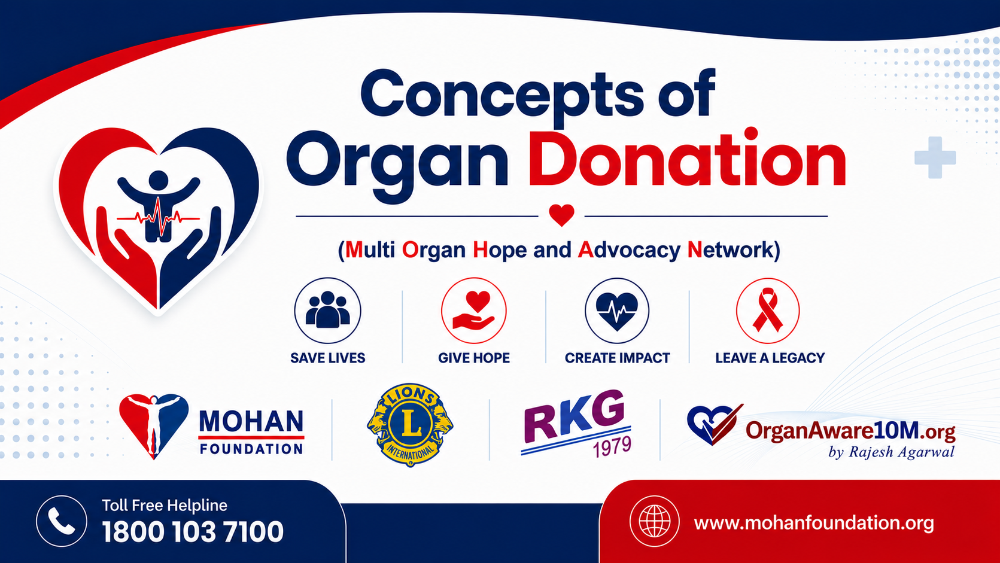 Concepts of
Organ Donation
(Multi Organ Hope and Advocacy Network)
SAVE LIVES
GIVE HOPE
CREATE IMPACT
LEAVE A LEGACY
MOHAN
FOUNDATION
LIONS
L
INTERNATIONAL
RKG
1979
OrganAware10M.org
by Rajesh Agarwal
Toll Free Helpline
1800 103 7100
www.mohanfoundation.org